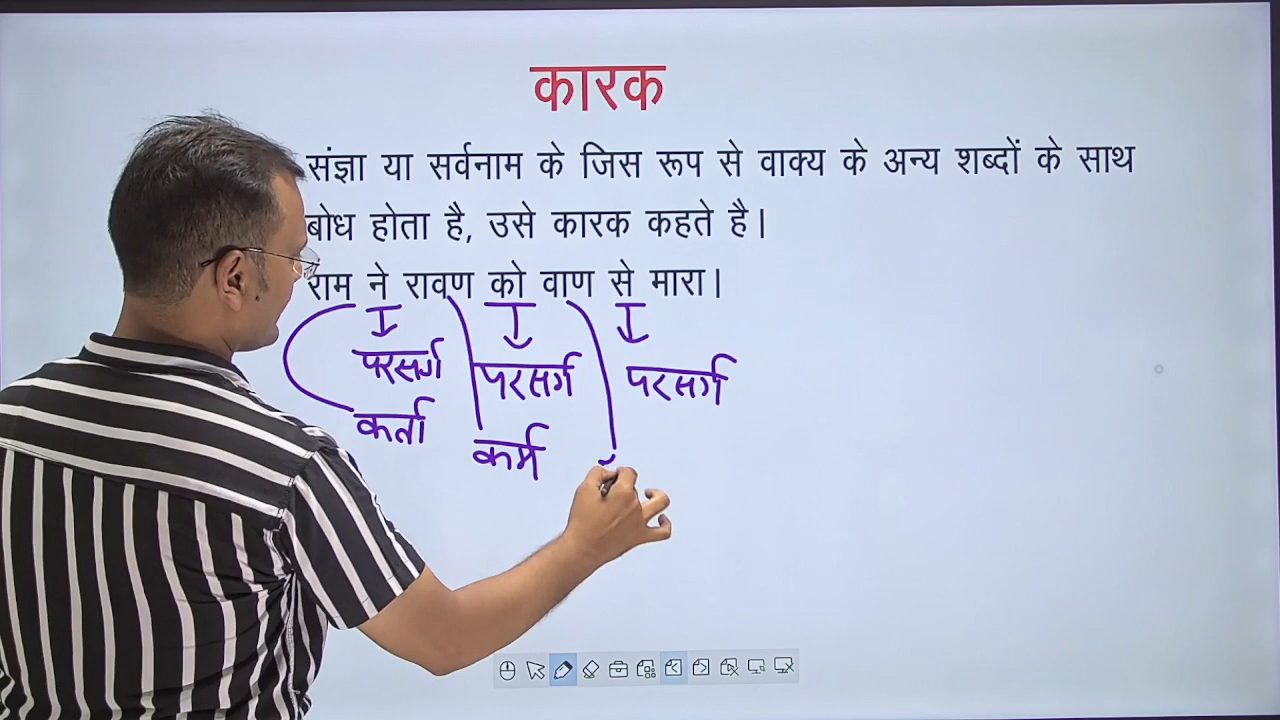 कारक
संज्ञा या सर्वनाम के जिस रूप से वाक्य के अन्य शब्दों के साथ
बोध होता है, उसे कारक कहते है।
राम ने रावण को वाण से मारा।
परसर्ग परसर्ग परसर्ग
कर्ता कर्म